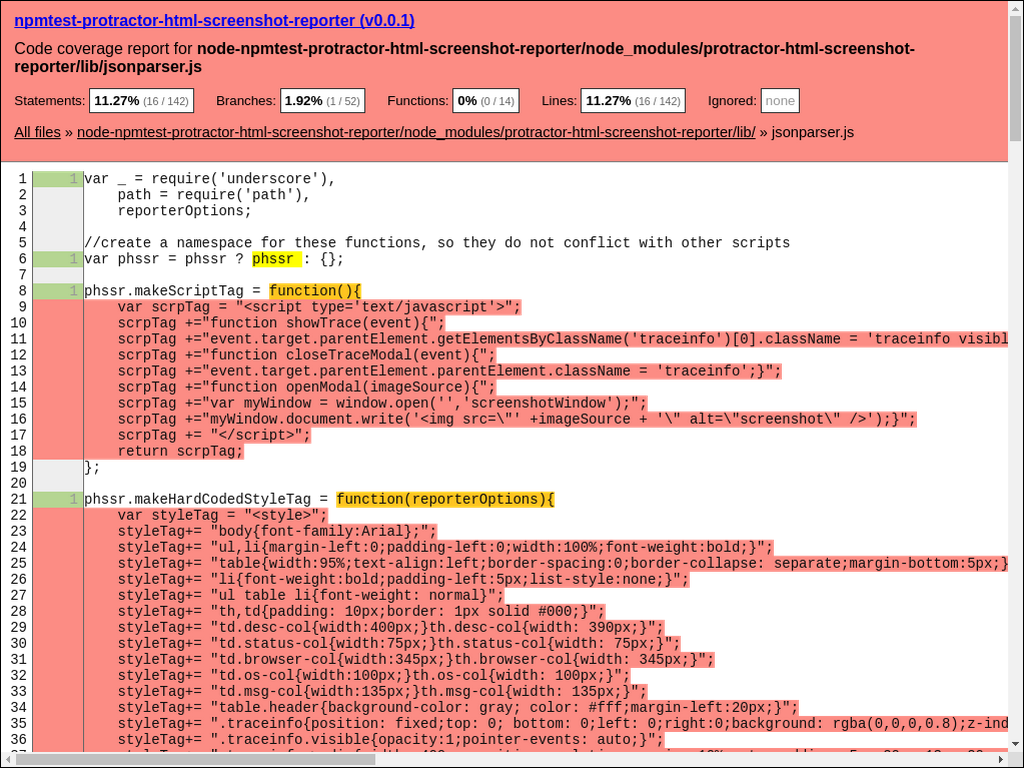 npmtest-protractor-html-screenshot-reporter (v0.0.1)
Code coverage report for node-npmtest-protractor-html-screenshot-reporter/node_modules/protractor-html-screenshot-
reporter/lib/jsonparser.js
Statements: 11.27% (16 / 142) Branches: 1.92% (1 / 52) Functions: 0% (0 / 14) Lines: 11.27% (16 / 142) Ignored: none
All files » node-npmtest-protractor-html-screenshot-reporter/node_modules/protractor-html-screenshot-reporter/lib/ » jsonparser.js
1 1 var _ = require('underscore'),
2 path = require('path'),
3 reporterOptions;
4
5 //create a namespace for these functions, so they do not conflict with other scripts
6 1 var phssr = phssr ? phssr : {};
7
8 1 phssr.makeScriptTag = function(){
9 var scrpTag = "<script type='text/javascript'>";
10 scrpTag +="function showTrace(event){";
11 scrpTag +="event.target.parentElement.getElementsByClassName('traceinfo')[0].className = 'traceinfo visibl
12 scrpTag +="function closeTraceModal(event){";
13 scrpTag +="event.target.parentElement.parentElement.className = 'traceinfo';}";
14 scrpTag +="function openModal(imageSource){";
15 scrpTag +="var myWindow = window.open('','screenshotWindow');";
16 scrpTag +="myWindow.document.write('<img src=\"' +imageSource + '\" alt=\"screenshot\" />');}";
17 scrpTag += "</script>";
18 return scrpTag;
19 };
20
21 1 phssr.makeHardCodedStyleTag = function(reporterOptions){
22 var styleTag = "<style>";
23 styleTag+= "body{font-family:Arial};";
24 styleTag+= "ul,li{margin-left:0;padding-left:0;width:100%;font-weight:bold;}";
25 styleTag+= "table{width:95%;text-align:left;border-spacing:0;border-collapse: separate;margin-bottom:5px;}
26 styleTag+= "li{font-weight:bold;padding-left:5px;list-style:none;}";
27 styleTag+= "ul table li{font-weight: normal}";
28 styleTag+= "th,td{padding: 10px;border: 1px solid #000;}";
29 styleTag+= "td.desc-col{width:400px;}th.desc-col{width: 390px;}";
30 styleTag+= "td.status-col{width:75px;}th.status-col{width: 75px;}";
31 styleTag+= "td.browser-col{width:345px;}th.browser-col{width: 345px;}";
32 styleTag+= "td.os-col{width:100px;}th.os-col{width: 100px;}";
33 styleTag+= "td.msg-col{width:135px;}th.msg-col{width: 135px;}";
34 styleTag+= "table.header{background-color: gray; color: #fff;margin-left:20px;}";
35 styleTag+= ".traceinfo{position: fixed;top: 0; bottom: 0;left: 0;right:0;background: rgba(0,0,0,0.8);z-ind
36 styleTag+= ".traceinfo.visible{opacity:1;pointer-events: auto;}";